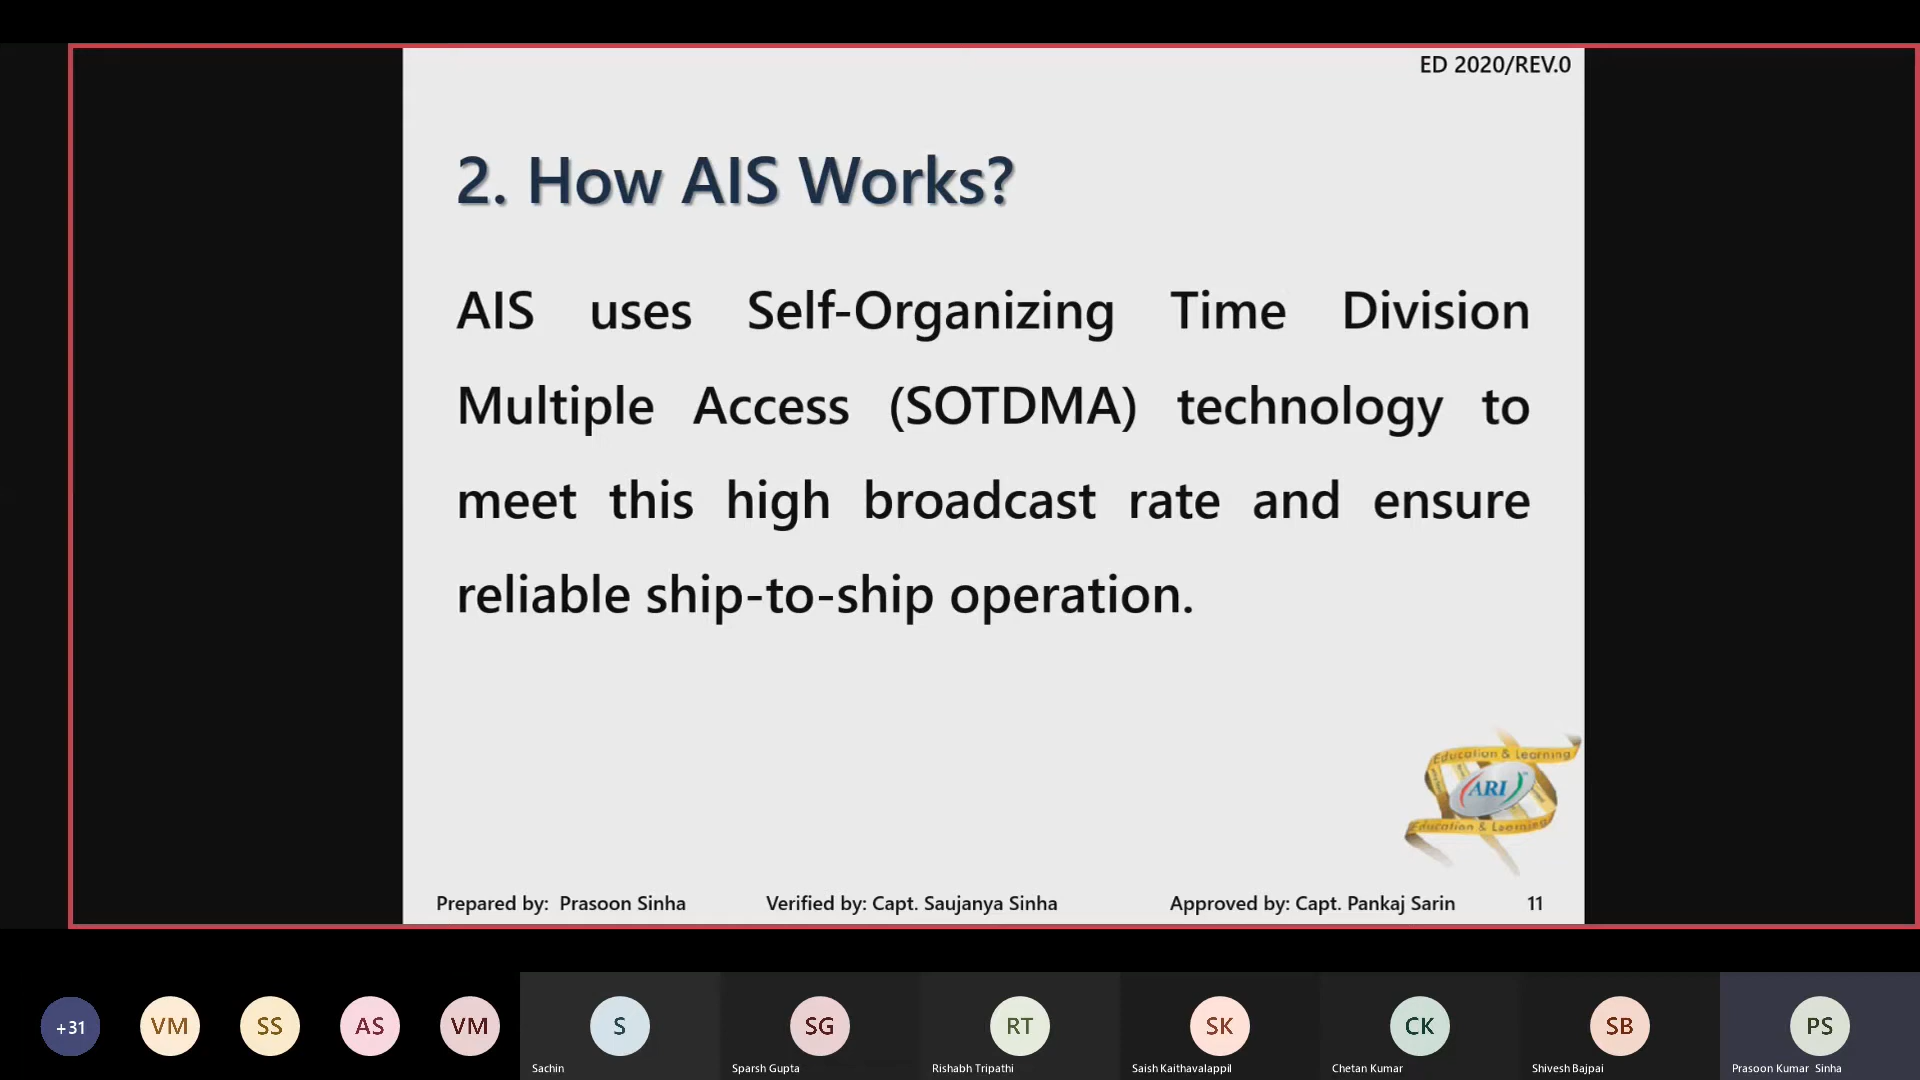 ED 2020/REV.0
2. How AIS Works?
AIS uses Self-Organizing Time Division
Multiple Access (SOTDMA) technology to
meet this high broadcast rate and ensure
reliable ship-to-ship operation.
Education & Learning
ARI
Education & Learning
Prepared by: Prasoon Sinha Verified by: Capt. Saujanya Sinha Approved by: Capt. Pankaj Sarin 11
+31 VM SS AS VM S SG RT SK CK SB PS
Sachin Sparsh Gupta Rishabh Tripathi Saish Kaithavalappil Chetan Kumar Shivesh Bajpai Prasoon Kumar Sinha